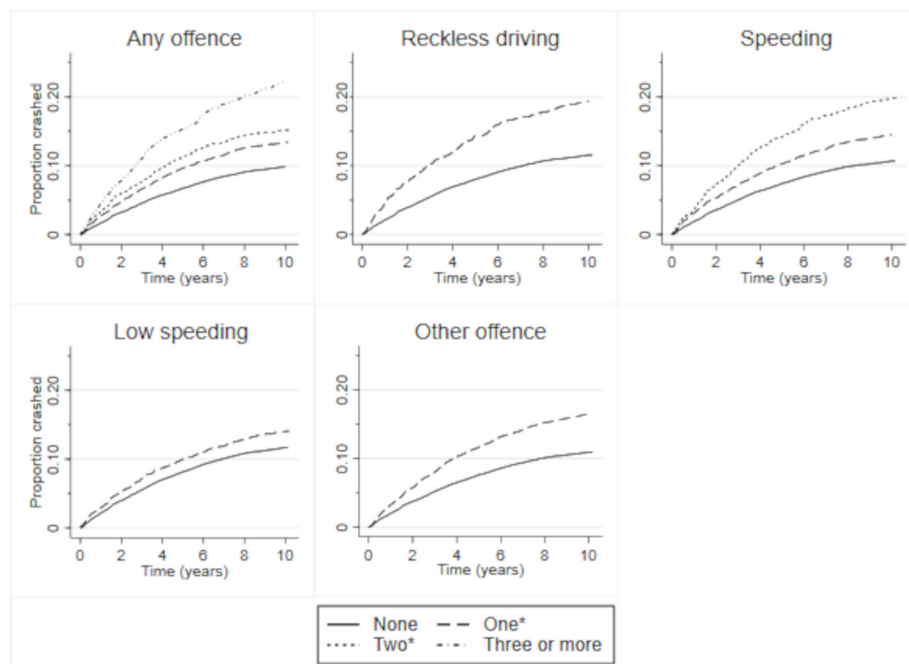 Any offence
Proportion crashed
0.20
0.10
0
0 2 4 6 8 10
Time (years)
Reckless driving
0.20
0.10
0
0 2 4 6 8 10
Time (years)
Speeding
0.20
0.10
0
0 2 4 6 8 10
Time (years)
Low speeding
Proportion crashed
0.20
0.10
0
0 2 4 6 8 10
Time (years)
Other offence
0.20
0.10
0
0 2 4 6 8 10
Time (years)
None One*
Two* Three or more